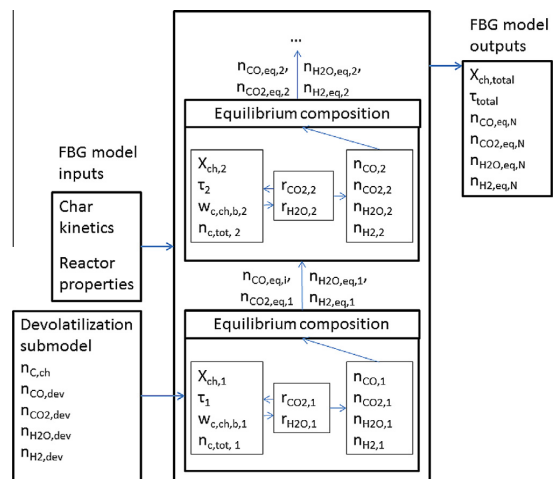 FBG model
inputs
Char
kinetics
Reactor
properties
Devolatilization
submodel
n_C,ch
n_CO,dev
n_CO2,dev
n_H2O,dev
n_H2,dev
...
n_CO,eq,2, n_H2O,eq,2,
n_CO2,eq,2 n_H2,eq,2
Equilibrium composition
X_ch,2
τ_2
w_c,ch,b,2
n_c,tot, 2
r_CO2,2
r_H2O,2
n_CO,2
n_CO2,2
n_H2O,2
n_H2,2
n_CO,eq,i, n_H2O,eq,1,
n_CO2,eq,1 n_H2,eq,1
Equilibrium composition
X_ch,1
τ_1
w_c,ch,b,1
n_c,tot, 1
r_CO2,1
r_H2O,1
n_CO,1
n_CO2,1
n_H2O,1
n_H2,1
FBG model
outputs
X_ch,total
τ_total
n_CO,eq,N
n_CO2,eq,N
n_H2O,eq,N
n_H2,eq,N